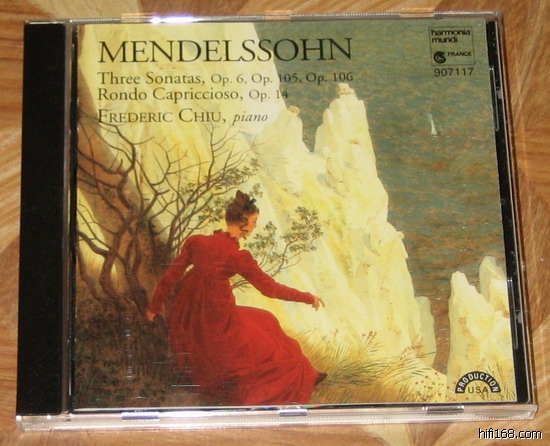 MENDELSSOHN
Three Sonatas, Op. 6, Op. 105, Op. 106
Rondo Capriccioso, Op. 14
FREDERIC CHIU, piano
harmonia
mundi
FRANCE
907117
PRODUCTION
USA
hifi168.com